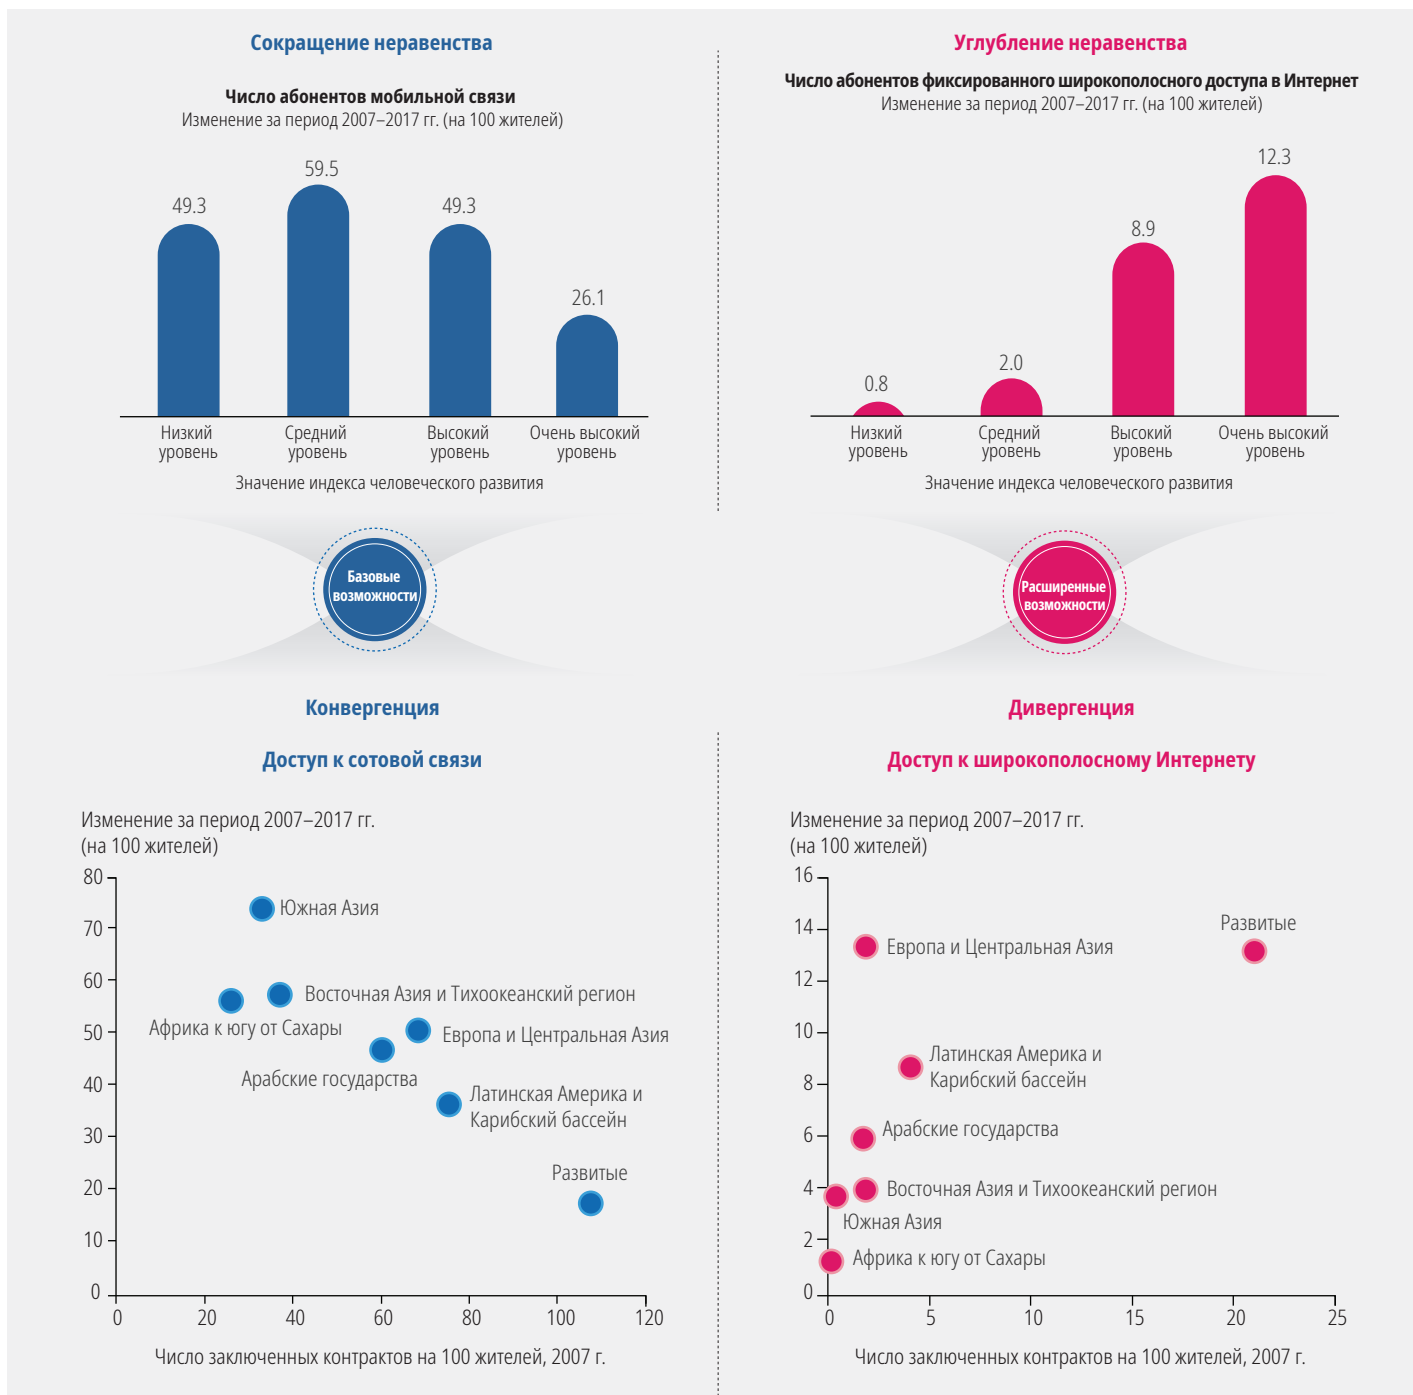 Сокращение неравенства
Число абонентов мобильной связи
Изменение за период 2007–2017 гг. (на 100 жителей)
49.3
59.5
49.3
26.1
Низкий
уровень
Средний
уровень
Высокий
уровень
Очень высокий
уровень
Значение индекса человеческого развития
Углубление неравенства
Число абонентов фиксированного широкополосного доступа в Интернет
Изменение за период 2007–2017 гг. (на 100 жителей)
0.8
2.0
8.9
12.3
Низкий
уровень
Средний
уровень
Высокий
уровень
Очень высокий
уровень
Значение индекса человеческого развития
Базовые
возможности
Расширенные
возможности
Конвергенция
Доступ к сотовой связи
Изменение за период 2007–2017 гг.
(на 100 жителей)
80
70
60
50
40
30
20
10
0
Южная Азия
Восточная Азия и Тихоокеанский регион
Африка к югу от Сахары
Европа и Центральная Азия
Арабские государства
Латинская Америка и
Карибский бассейн
Развитые
0
20
40
60
80
100
120
Число заключенных контрактов на 100 жителей, 2007 г.
Дивергенция
Доступ к широкополосному Интернету
Изменение за период 2007–2017 гг.
(на 100 жителей)
16
14
12
10
8
6
4
2
0
Развитые
Европа и Центральная Азия
Латинская Америка и
Карибский бассейн
Арабские государства
Восточная Азия и Тихоокеанский регион
Южная Азия
Африка к югу от Сахары
0
5
10
15
20
25
Число заключенных контрактов на 100 жителей, 2007 г.